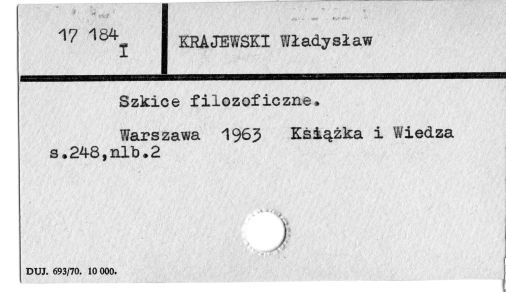 17 184
I
KRAJEWSKI Władysław
Szkice filozoficzne.
Warszawa 1963 Książka i Wiedza
s.248,nlb.2
DUJ. 693/70. 10 000.